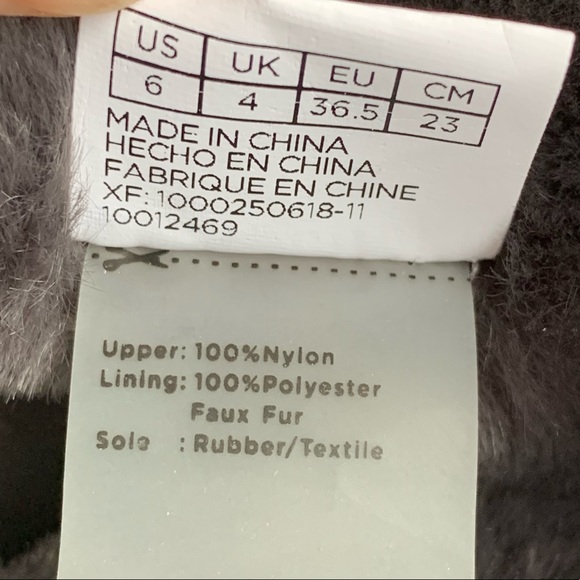 US UK EU CM
6 4 36.5 23
MADE IN CHINA
HECHO EN CHINA
FABRIQUE EN CHINE
XF: 1000250618-11
10012469
Upper: 100%Nylon
Lining: 100%Polyester
Faux Fur
Sole : Rubber/Textile